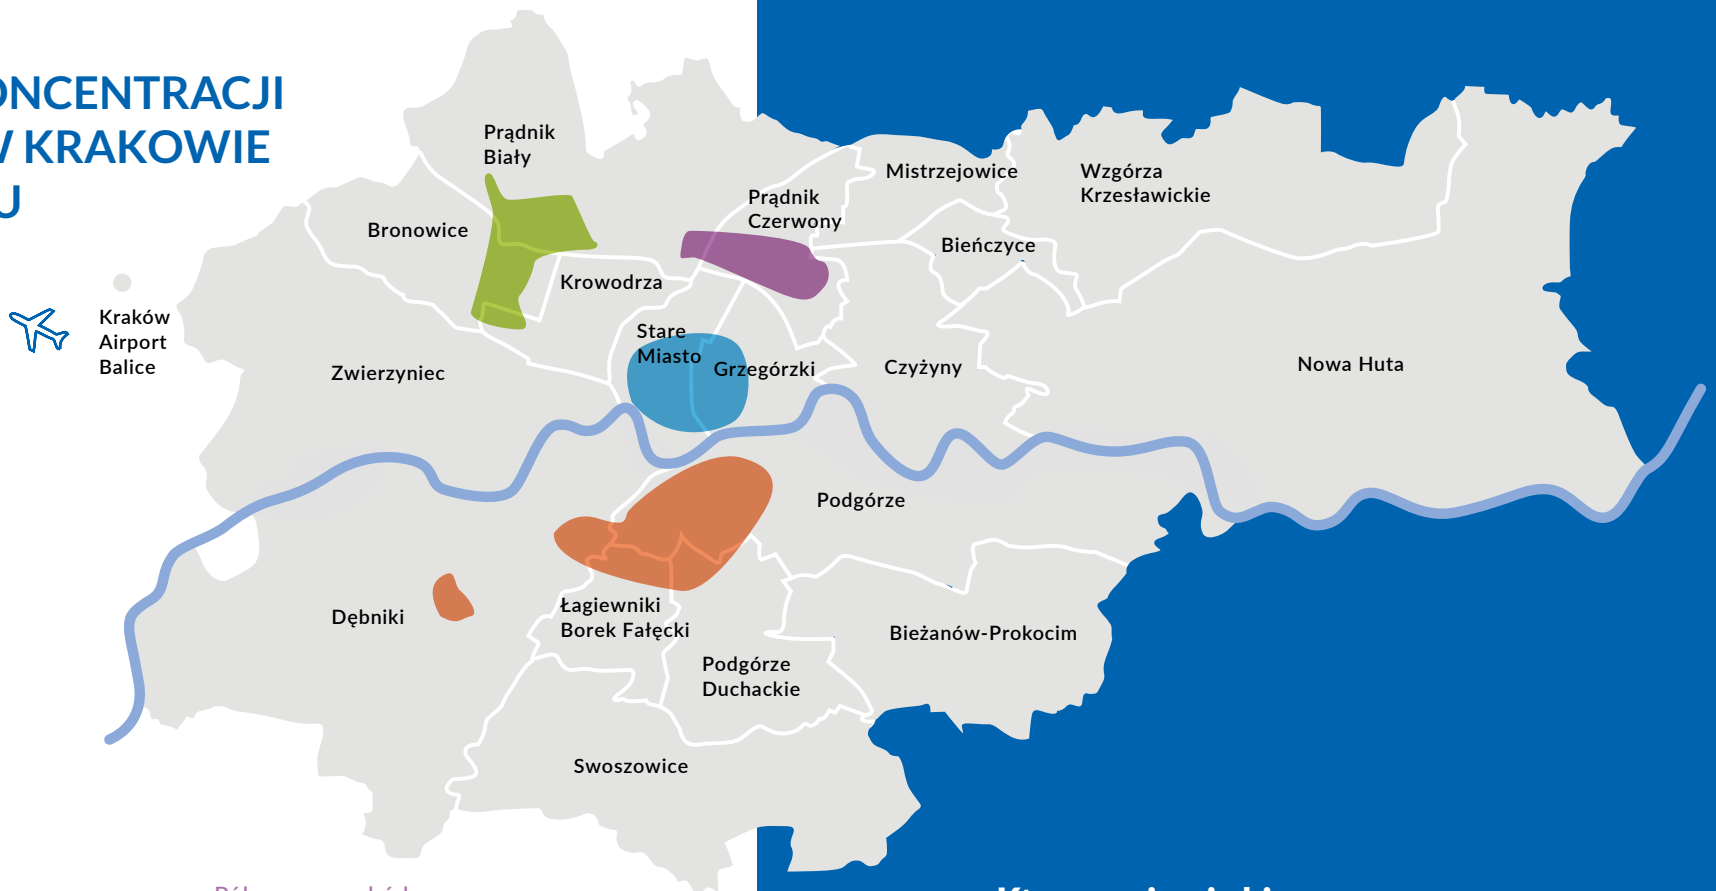 ONCENTRACJI
W KRAKOWIE
U
Prądnik
Biały
Bronowice
Krowodrza
Prądnik
Czerwony
Mistrzejowice
Wzgórza
Krzesławickie
Bieńczyce
Kraków
Airport
Balice
Zwierzyniec
Stare
Miasto
Grzegórzki
Czyżyny
Nowa Huta
Podgórze
Dębniki
Łagiewniki
Borek Fałęcki
Bieżanów-Prokocim
Podgórze
Duchackie
Swoszowice